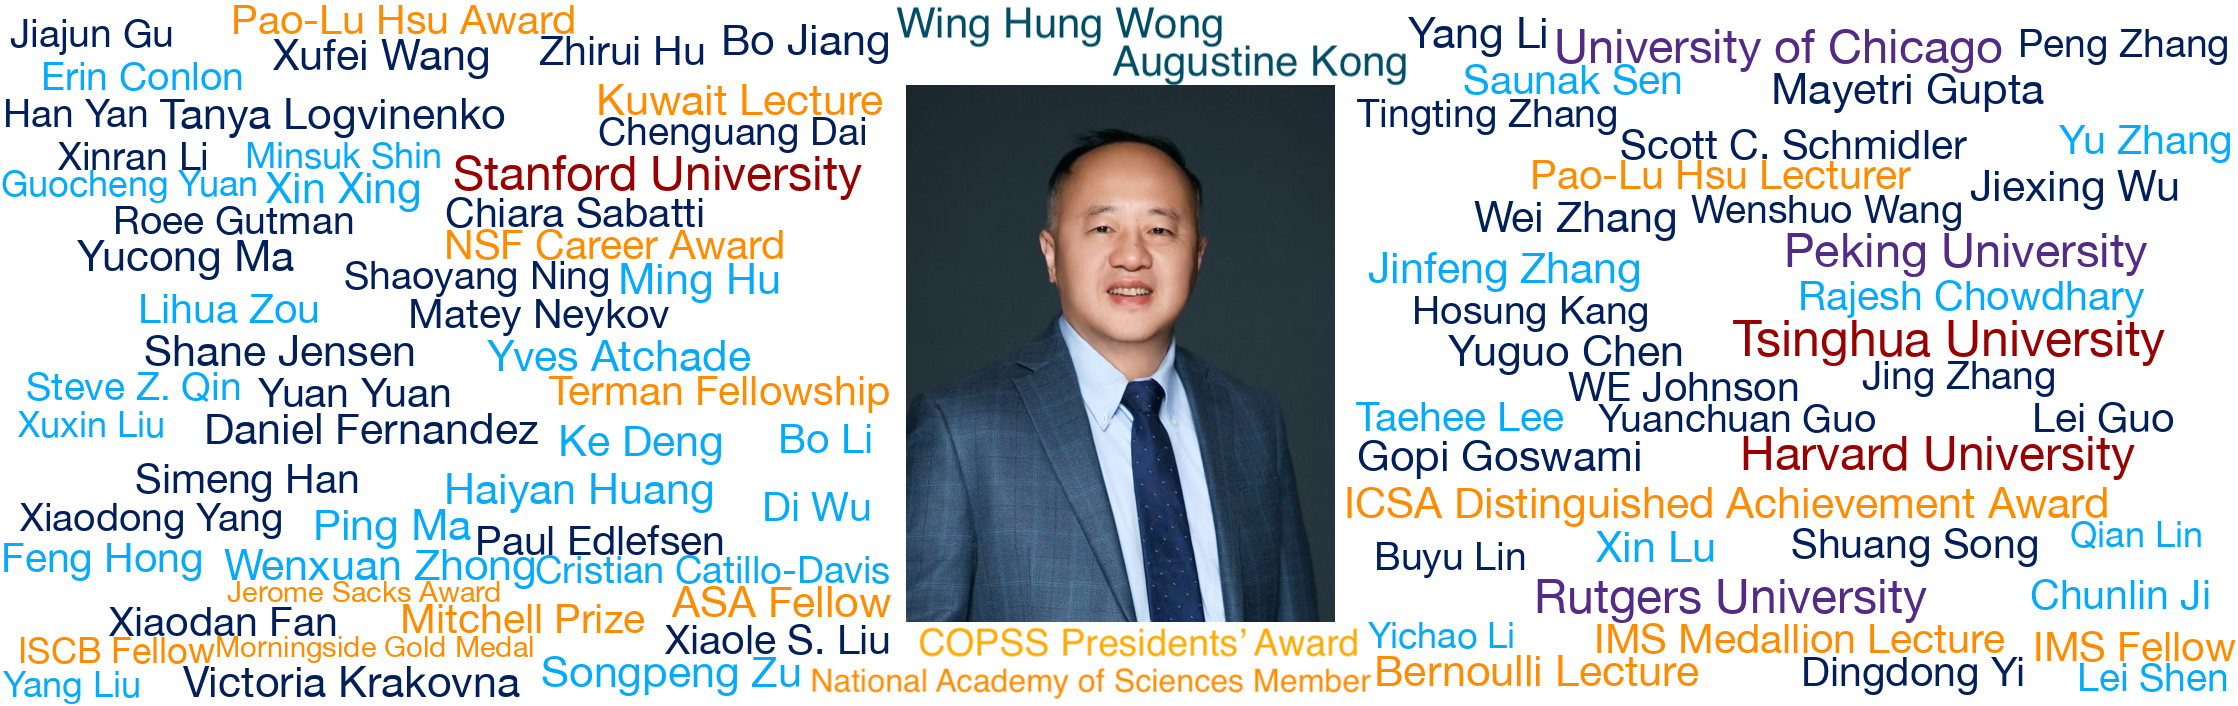 Jiajun Gu
Pao-Lu Hsu Award
Xufei Wang
Zhirui Hu
Bo Jiang
Erin Conlon
Han Yan
Tanya Logvinenko
Kuwait Lecture
Chenguang Dai
Xinran Li
Minsuk Shin
Stanford University
Guocheng Yuan
Xin Xing
Roee Gutman
Chiara Sabatti
Yucong Ma
NSF Career Award
Shaoyang Ning
Ming Hu
Lihua Zou
Matey Neykov
Shane Jensen
Yves Atchade
Steve Z. Qin
Yuan Yuan
Terman Fellowship
Xuxin Liu
Daniel Fernandez
Ke Deng
Bo Li
Simeng Han
Haiyan Huang
Di Wu
Xiaodong Yang
Ping Ma
Paul Edlefsen
Feng Hong
Wenxuan Zhong
Cristian Catillo-Davis
Jerome Sacks Award
Xiaodan Fan
Mitchell Prize
ASA Fellow
ISCB Fellow
Morningside Gold Medal
Xiaole S. Liu
Yang Liu
Victoria Krakovna
Songpeng Zu
Wing Hung Wong
Augustine Kong
COPSS Presidents’ Award
National Academy of Sciences Member
Yang Li
University of Chicago
Peng Zhang
Saunak Sen
Mayetri Gupta
Tingting Zhang
Scott C. Schmidler
Yu Zhang
Pao-Lu Hsu Lecturer
Jiexing Wu
Wei Zhang
Wenshuo Wang
Peking University
Jinfeng Zhang
Rajesh Chowdhary
Hosung Kang
Tsinghua University
Yuguo Chen
WE Johnson
Jing Zhang
Taehee Lee
Yuanchuan Guo
Lei Guo
Gopi Goswami
Harvard University
ICSA Distinguished Achievement Award
Buyu Lin
Xin Lu
Shuang Song
Qian Lin
Rutgers University
Chunlin Ji
Yichao Li
IMS Medallion Lecture
IMS Fellow
Bernoulli Lecture
Dingdong Yi
Lei Shen